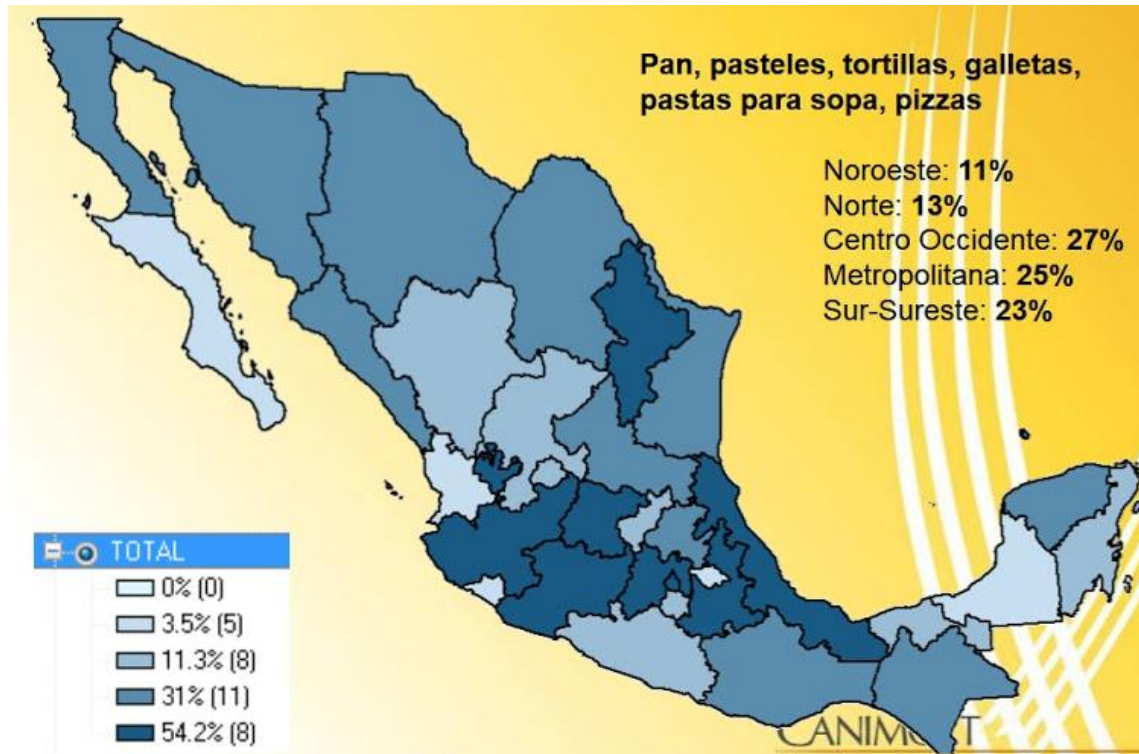 Pan, pasteles, tortillas, galletas,
pastas para sopa, pizzas
Noroeste: 11%
Norte: 13%
Centro Occidente: 27%
Metropolitana: 25%
Sur-Sureste: 23%
TOTAL
0% (0)
3.5% (5)
11.3% (8)
31% (11)
54.2% (8)